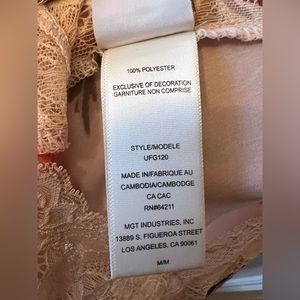 100% POLYESTER
EXCLUSIVE OF DECORATION
GARNITURE NON COMPRISE
STYLE/MODELE
UFG120
MADE IN/FABRIQUE AU
CAMBODIA/CAMBODGE
CA CAC
RN#64211
MGT INDUSTRIES, INC
13889 S. FIGUEROA STREET
LOS ANGELES, CA 90061
M/M